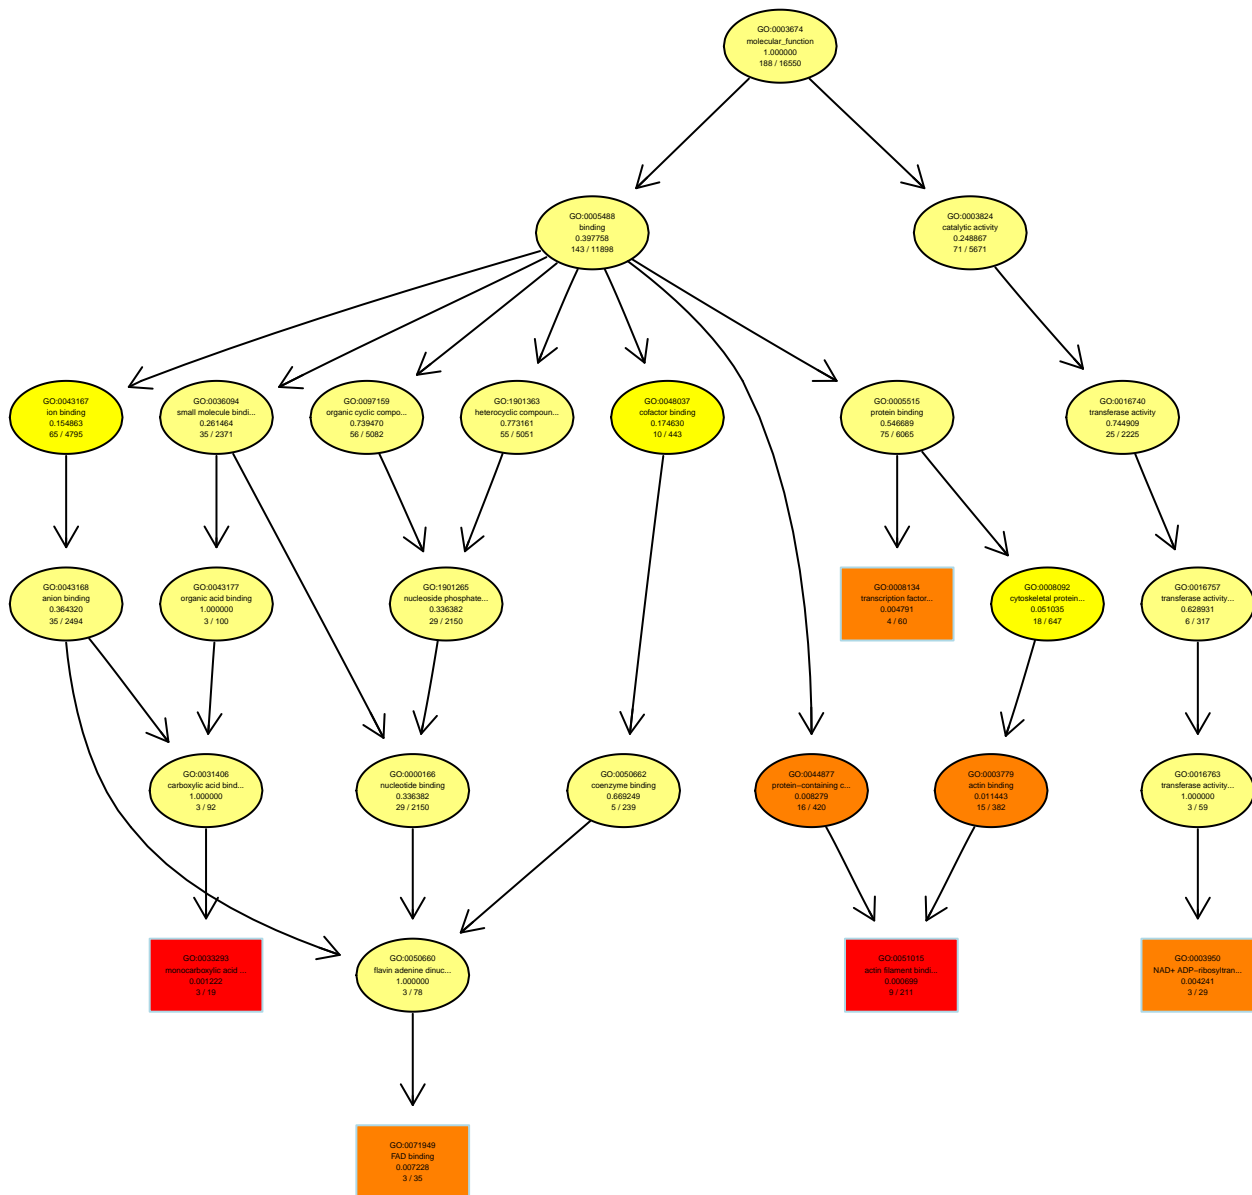 GO:0003674
molecular_function
1.000000
188 / 16550
GO:0005488
binding
0.397758
143 / 11898
GO:0003824
catalytic activity
0.248867
71 / 5671
GO:0043167
ion binding
0.154863
65 / 4795
GO:0036094
small molecule bindi...
0.261464
35 / 2371
GO:0097159
organic cyclic compo...
0.739470
56 / 5082
GO:1901363
heterocyclic compoun...
0.773161
55 / 5051
GO:0048037
cofactor binding
0.174630
10 / 443
GO:0005515
protein binding
0.546689
75 / 6065
GO:0016740
transferase activity
0.744909
25 / 2225
GO:0043168
anion binding
0.364320
35 / 2494
GO:0043177
organic acid binding
1.000000
3 / 100
GO:1901265
nucleoside phosphate...
0.336382
29 / 2150
GO:0008134
transcription factor...
0.004791
4 / 60
GO:0008092
cytoskeletal protein...
0.051035
18 / 647
GO:0016757
transferase activity...
0.628931
6 / 317
GO:0031406
carboxylic acid bind...
1.000000
3 / 92
GO:0000166
nucleotide binding
0.336382
29 / 2150
GO:0050662
coenzyme binding
0.669249
5 / 239
GO:0044877
protein−containing c...
0.008279
16 / 420
GO:0003779
actin binding
0.011443
15 / 382
GO:0016763
transferase activity...
1.000000
3 / 59
GO:0033293
monocarboxylic acid ...
0.001222
3 / 19
GO:0050660
flavin adenine dinuc...
1.000000
3 / 78
GO:0051015
actin filament bindi...
0.000699
9 / 211
GO:0003950
NAD+ ADP−ribosyltran...
0.004241
3 / 29
GO:0071949
FAD binding
0.007228
3 / 35